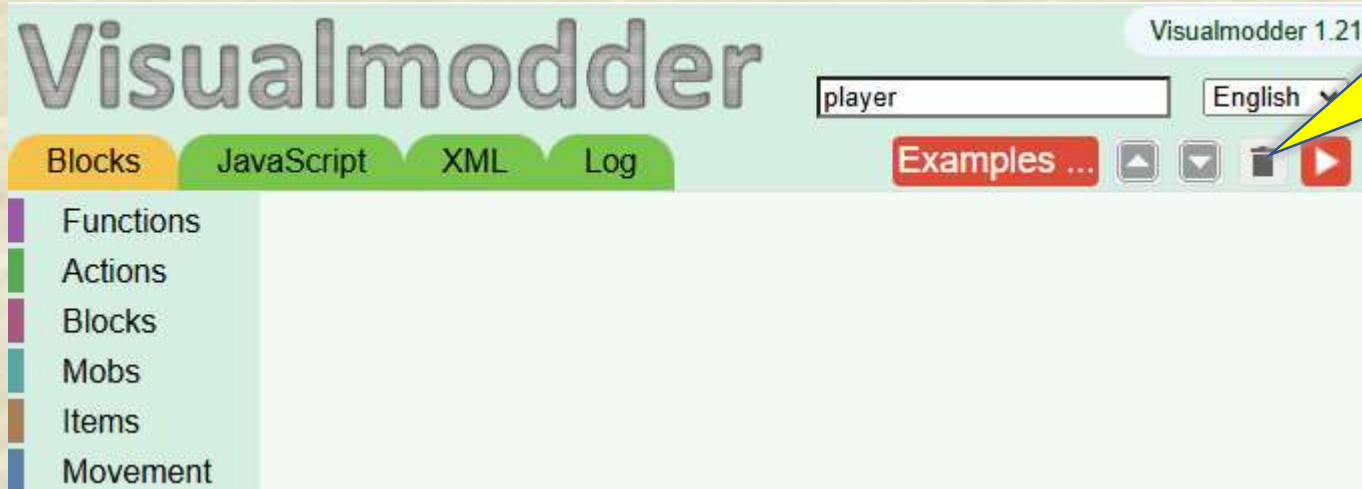 Visualmodder
Visualmodder 1.21
player
English
Blocks JavaScript XML Log
Examples ...
Functions
Actions
Blocks
Mobs
Items
Movement